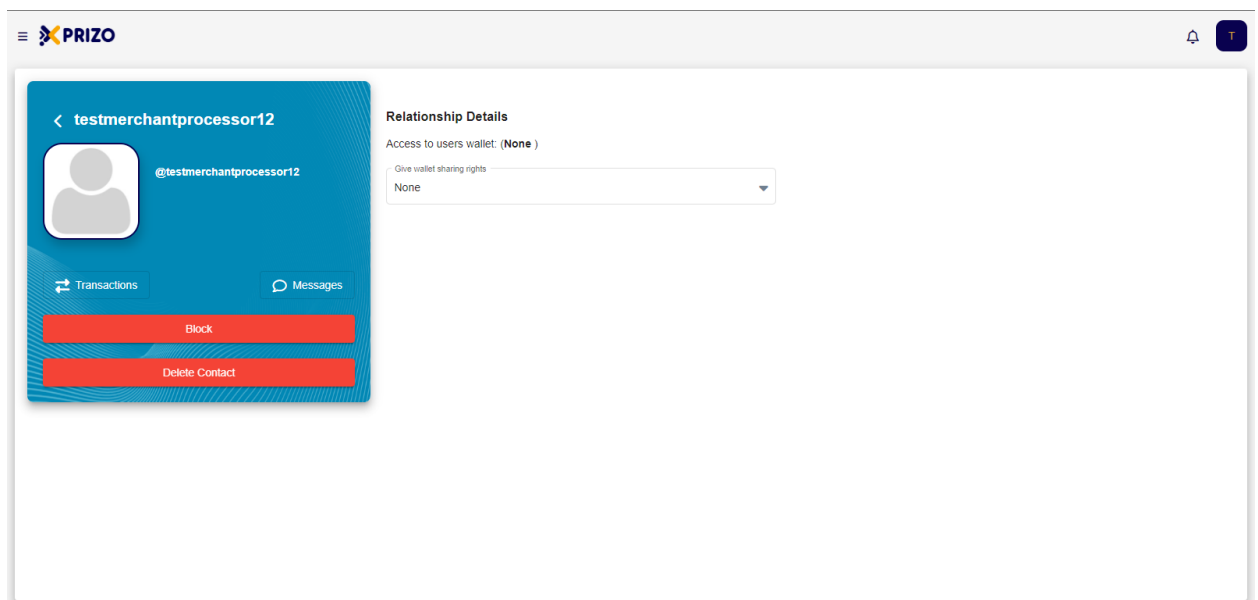 XPRIZO
T
testmerchantprocessor12
@testmerchantprocessor12
Transactions
Messages
Block
Delete Contact
Relationship Details
Access to users wallet: (None )
Give wallet sharing rights
None